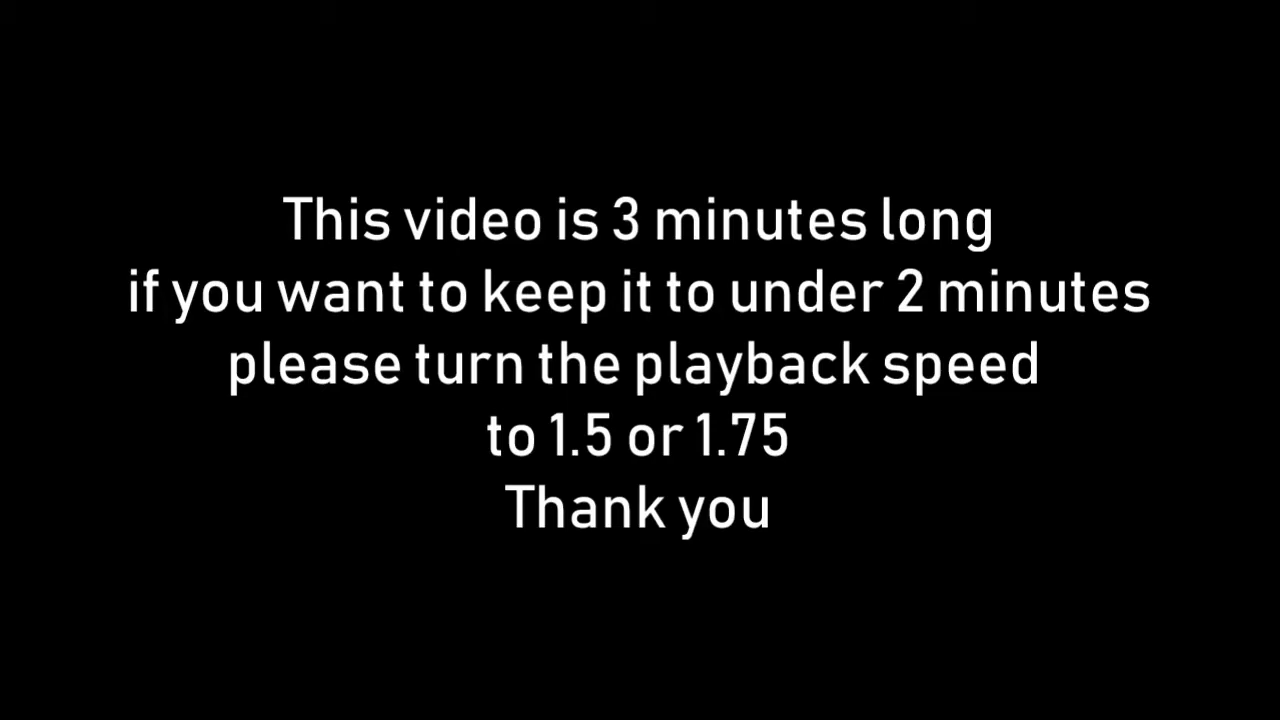 This video is 3 minutes long
if you want to keep it to under 2 minutes
please turn the playback speed
to 1.5 or 1.75
Thank you